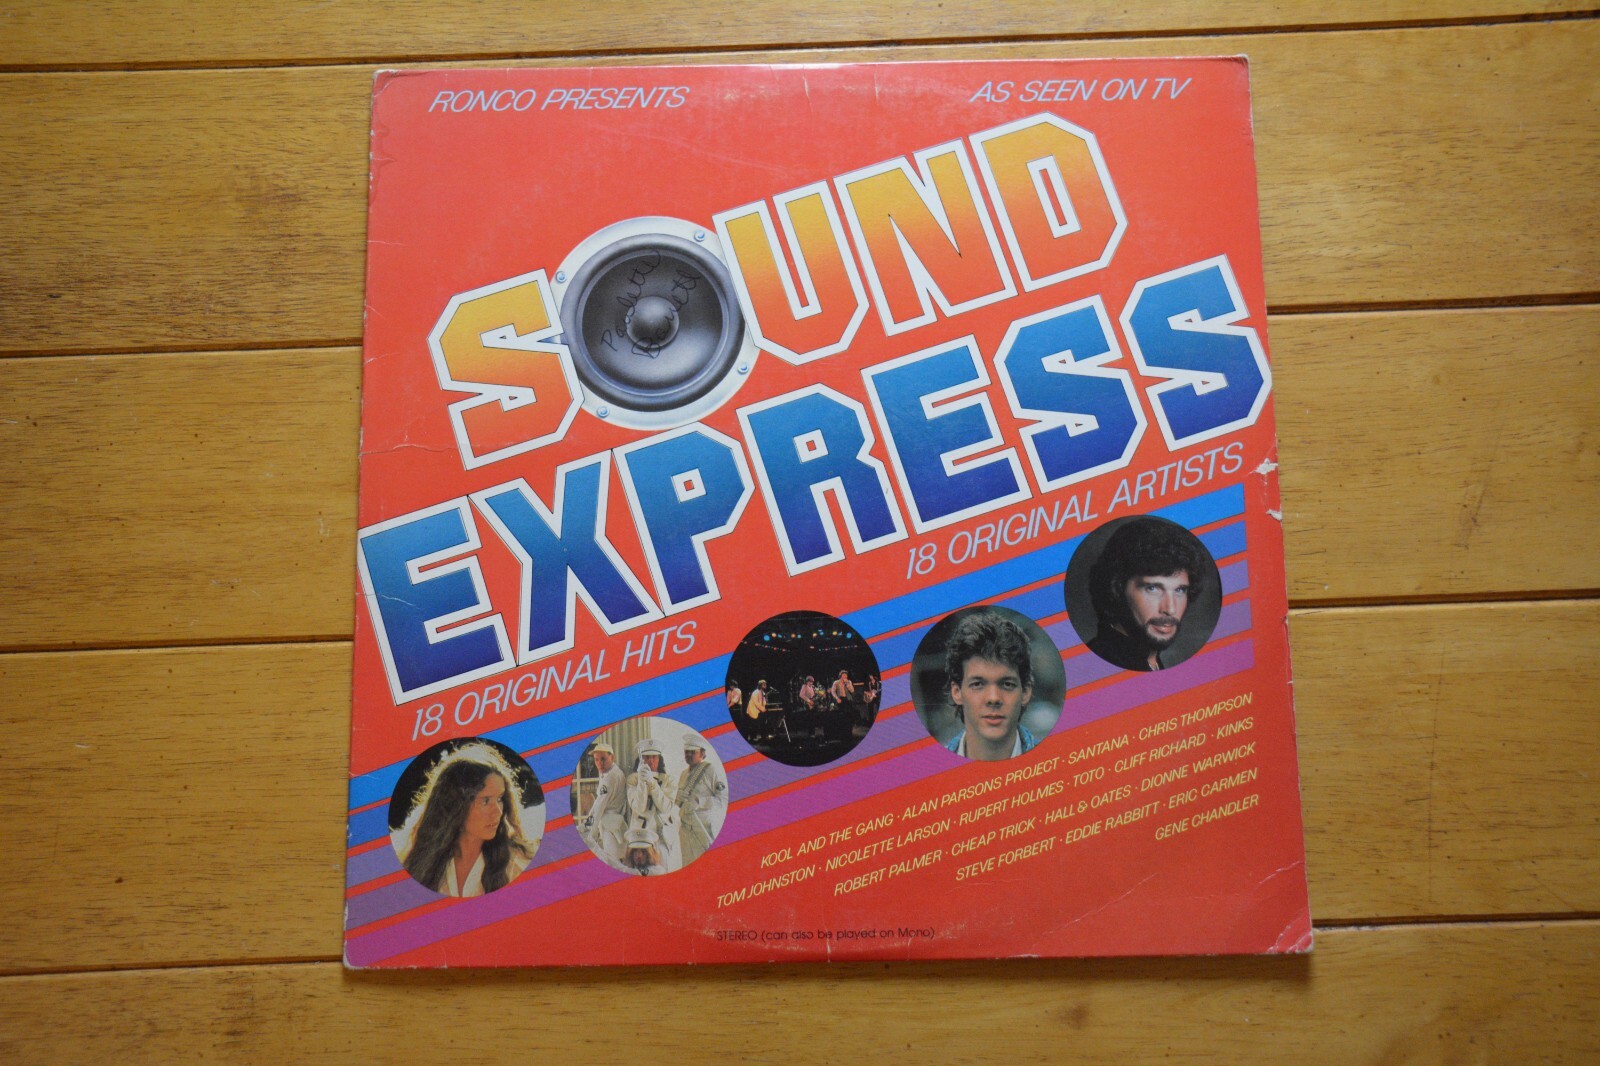 RONCO PRESENTS
AS SEEN ON TV
SOUND
EXPRESS
18 ORIGINAL HITS
18 ORIGINAL ARTISTS
KOOL AND THE GANG · ALAN PARSONS PROJECT · SANTANA · CHRIS THOMPSON
TOM JOHNSTON · NICOLETTE LARSON · RUPERT HOLMES · TOTO · CLIFF RICHARD · KINKS
ROBERT PALMER · CHEAP TRICK · HALL & OATES · DIONNE WARWICK
STEVE FORBERT · EDDIE RABBITT · ERIC CARMEN
GENE CHANDLER
STEREO (can also be played on Mono)
Paulette